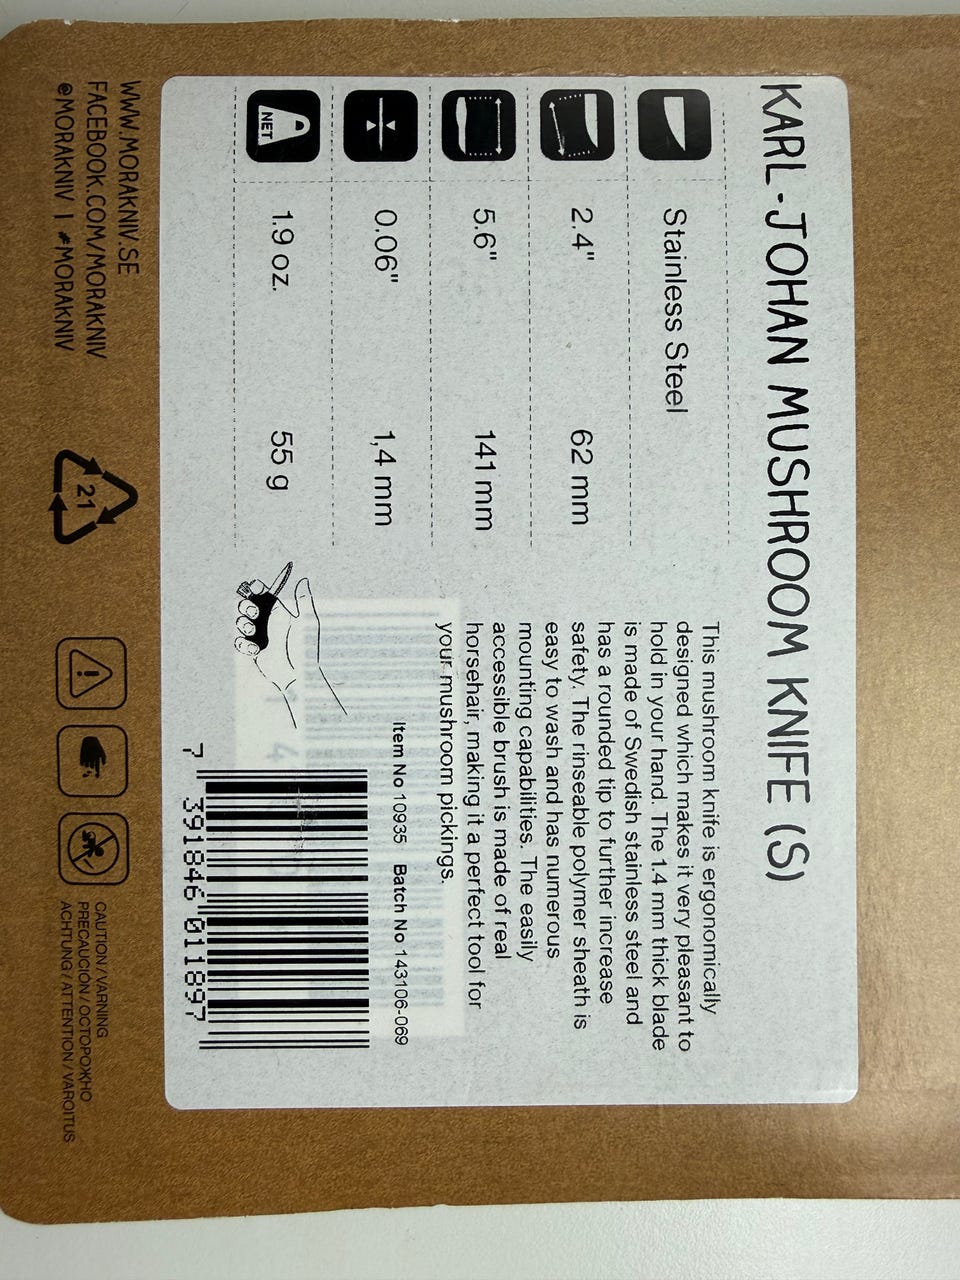 KARL-JOHAN MUSHROOM KNIFE (S)
Stainless Steel
2.4" 62 mm
5.6" 141 mm
0.06" 1,4 mm
NET 1.9 oz. 55 g
This mushroom knife is ergonomically
designed which makes it very pleasant to
hold in your hand. The 1.4 mm thick blade
is made of Swedish stainless steel and
has a rounded tip to further increase
safety. The rinseable polymer sheath is
easy to wash and has numerous
mounting capabilities. The easily
accessible brush is made of real
horsehair, making it a perfect tool for
your mushroom pickings.
Item No 10935 Batch No 143106-069
7 391846 011897
WWW.MORAKNIV.SE
FACEBOOK.COM/MORAKNIV
@MORAKNIV | #MORAKNIV
21
CAUTION / VARNING
PRECAUCIÓN / ОСТОРОЖНО
ACHTUNG / ATTENTION / VAROITUS